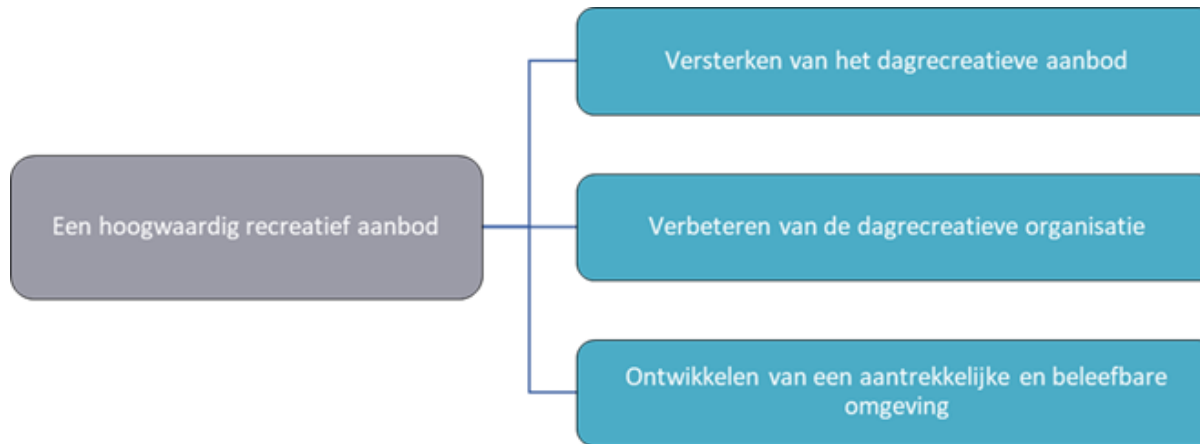 Een hoogwaardig recreatief aanbod
Versterken van het dagrecreatieve aanbod
Verbeteren van de dagrecreatieve organisatie
Ontwikkelen van een aantrekkelijke en beleefbare
omgeving